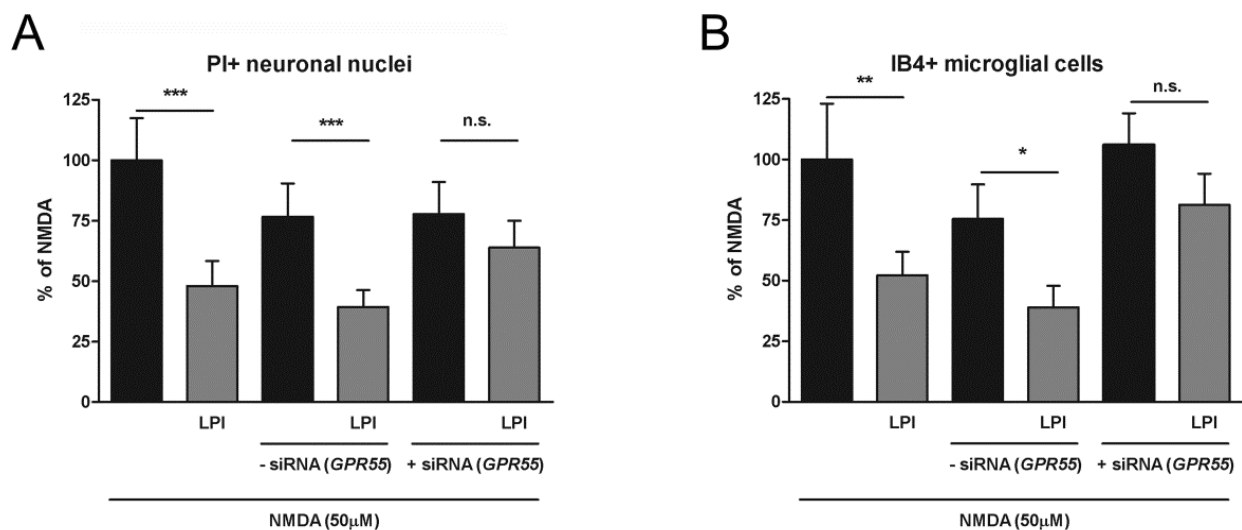 A
PI+ neuronal nuclei
% of NMDA
125
100
75
50
25
0
***
***
n.s.
LPI
LPI
LPI
- siRNA (GPR55)
+ siRNA (GPR55)
NMDA (50μM)
B
IB4+ microglial cells
% of NMDA
125
100
75
50
25
0
**
*
n.s.
LPI
LPI
LPI
- siRNA (GPR55)
+ siRNA (GPR55)
NMDA (50μM)